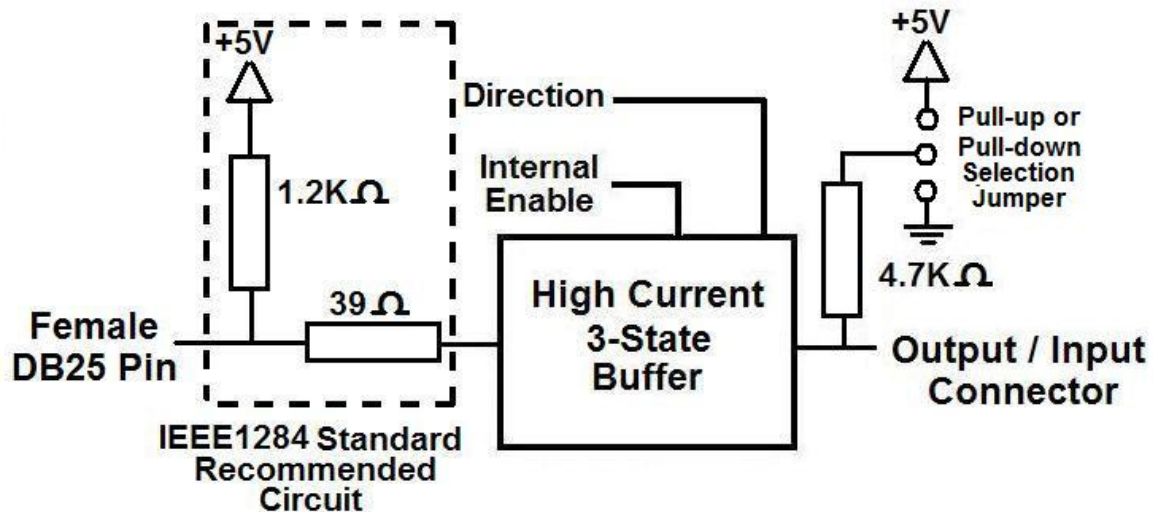 +5V
1.2KΩ
39Ω
Female
DB25 Pin
IEEE1284 Standard
Recommended
Circuit
Direction
Internal
Enable
High Current
3-State
Buffer
+5V
Pull-up or
Pull-down
Selection
Jumper
4.7KΩ
Output / Input
Connector